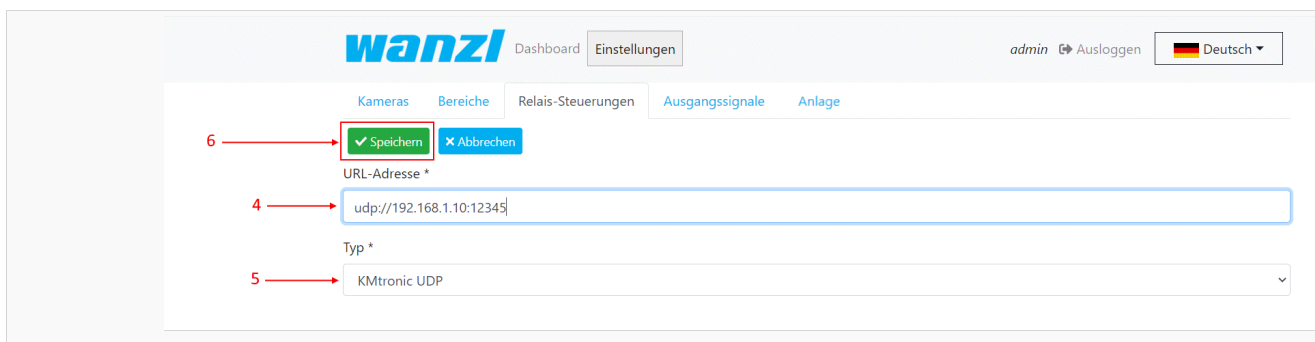 wanzl Dashboard Einstellungen admin Ausloggen Deutsch
Kameras Bereiche Relais-Steuerungen Ausgangssignale Anlage
6 Speichern Abbrechen
URL-Adresse *
4 udp://192.168.1.10:12345
Typ *
5 KMtronic UDP